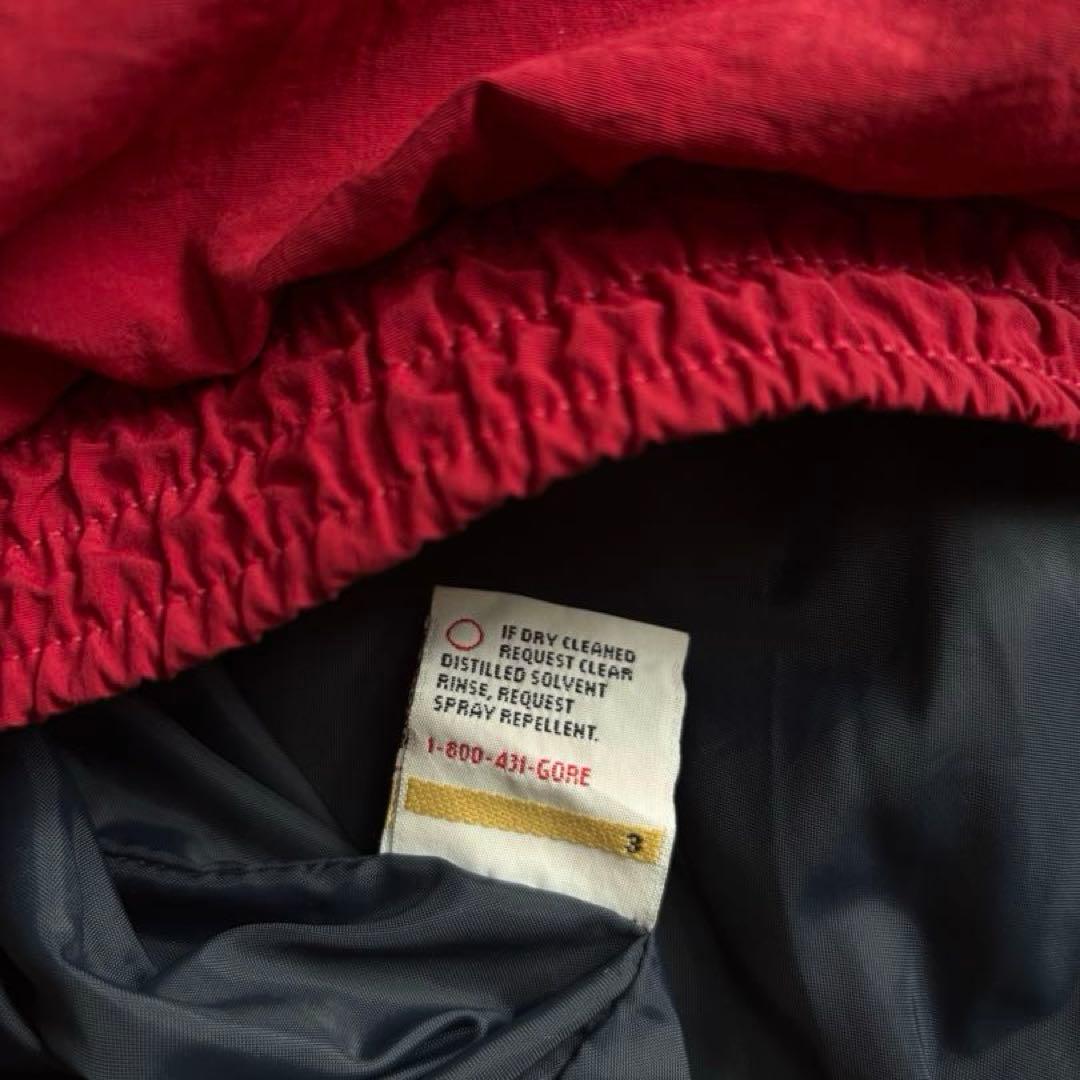 IF DRY CLEANED
REQUEST CLEAR
DISTILLED SOLVENT
RINSE, REQUEST
SPRAY REPELLENT.
1-800-431-GORE
3